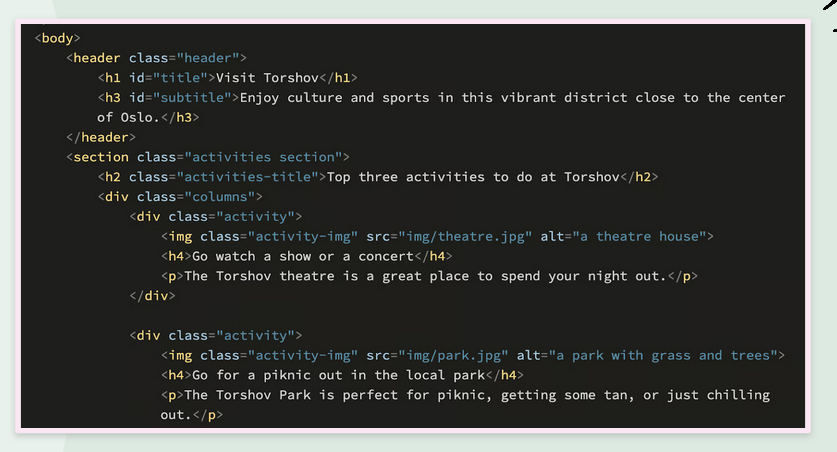 <body>
<header class="header">
<h1 id="title">Visit Torshov</h1>
<h3 id="subtitle">Enjoy culture and sports in this vibrant district close to the center
of Oslo.</h3>
</header>
<section class="activities section">
<h2 class="activities-title">Top three activities to do at Torshov</h2>
<div class="columns">
<div class="activity">
<img class="activity-img" src="img/theatre.jpg" alt="a theatre house">
<h4>Go watch a show or a concert</h4>
<p>The Torshov theatre is a great place to spend your night out.</p>
</div>
<div class="activity">
<img class="activity-img" src="img/park.jpg" alt="a park with grass and trees">
<h4>Go for a piknic out in the local park</h4>
<p>The Torshov Park is perfect for piknic, getting some tan, or just chilling
out.</p>